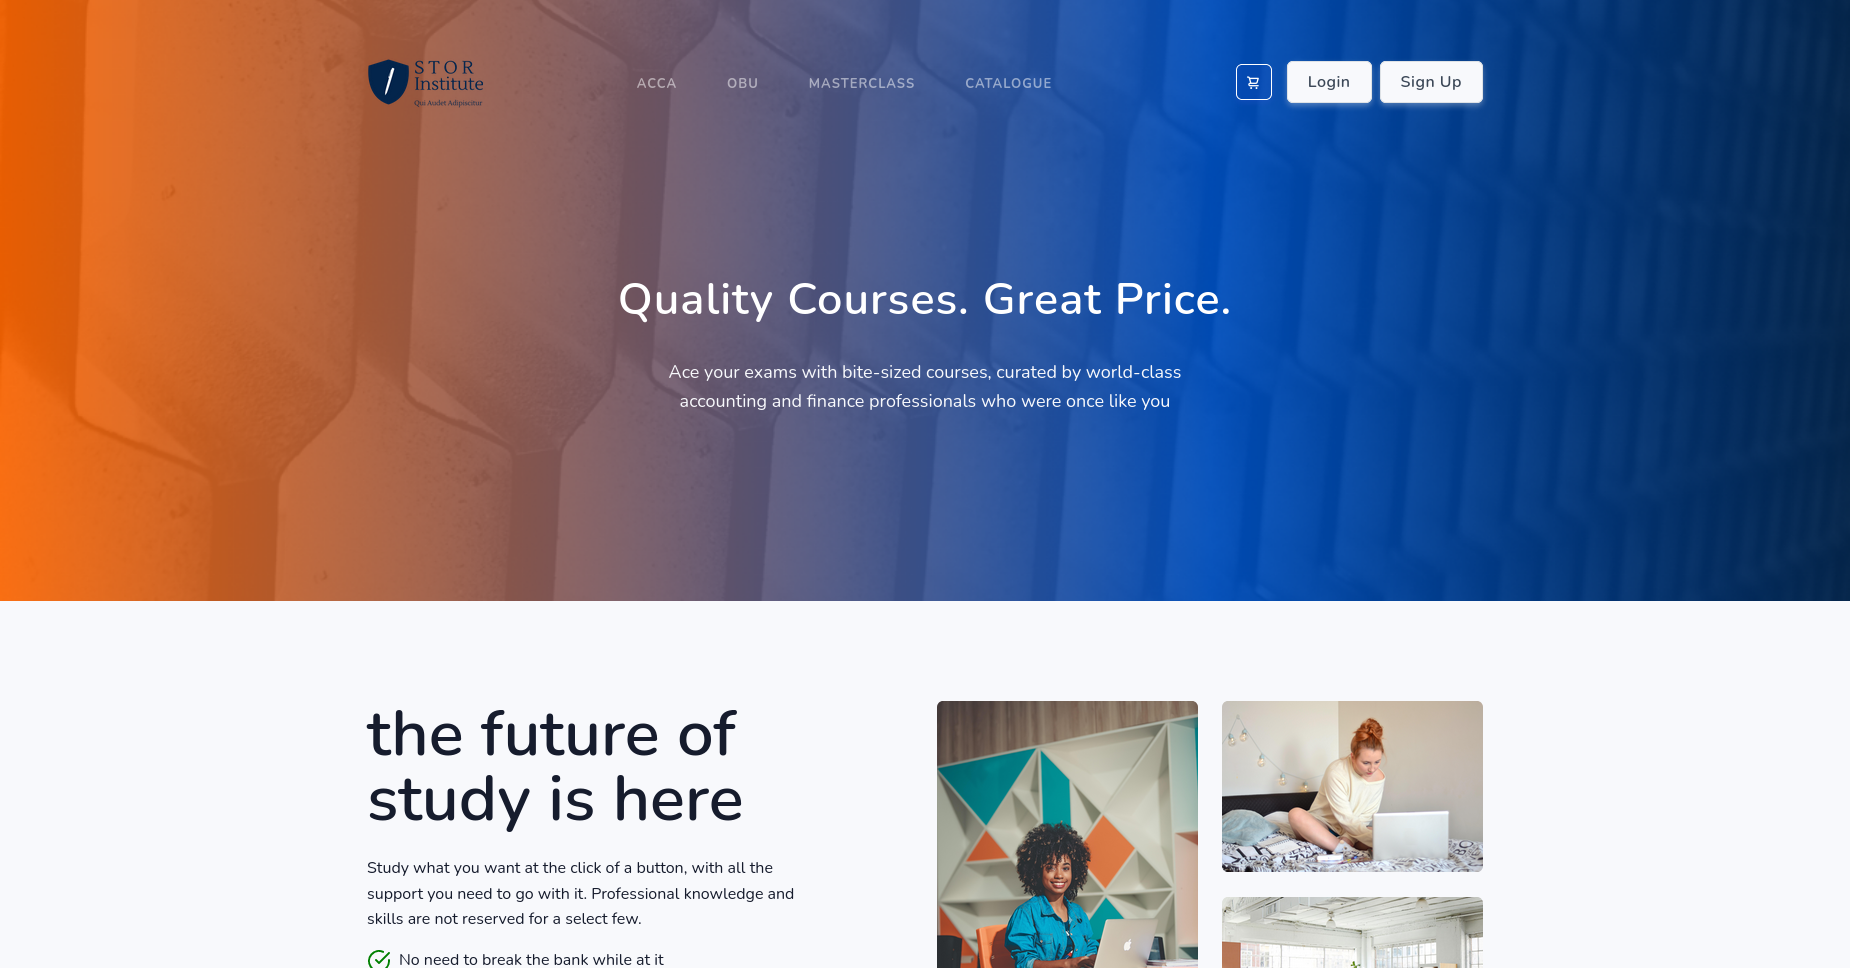 STOR
Institute
Qui Audet Adipiscitur
ACCA
OBU
MASTERCLASS
CATALOGUE
Login
Sign Up
Quality Courses. Great Price.
Ace your exams with bite-sized courses, curated by world-class
accounting and finance professionals who were once like you
the future of
study is here
Study what you want at the click of a button, with all the
support you need to go with it. Professional knowledge and
skills are not reserved for a select few.
No need to break the bank while at it